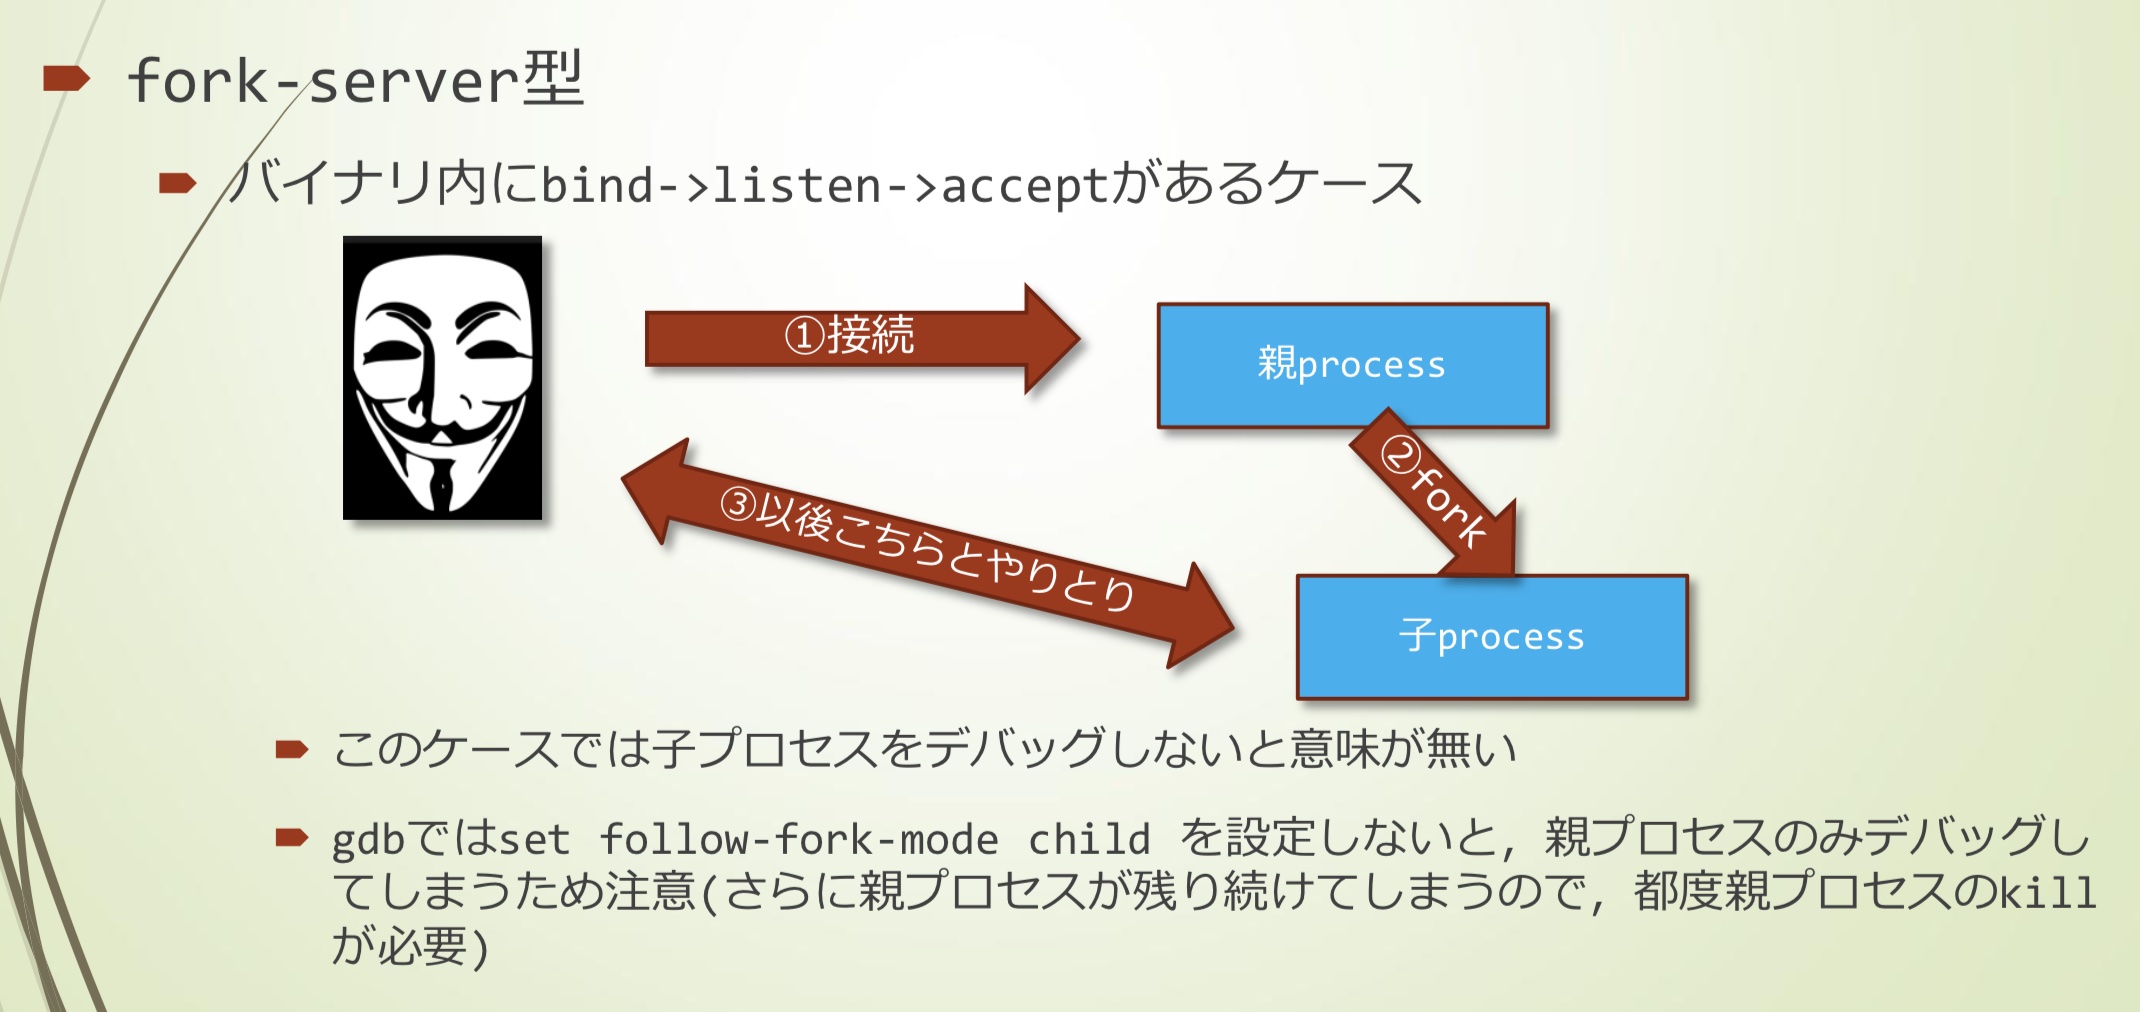 fork-server型
バイナリ内にbind->listen->acceptがあるケース
①接続
親process
②fork
③以後こちらとやりとり
子process
このケースでは子プロセスをデバッグしないと意味が無い
gdbではset follow-fork-mode child を設定しないと，親プロセスのみデバッグし
てしまうため注意(さらに親プロセスが残り続けてしまうので，都度親プロセスのkill
が必要)